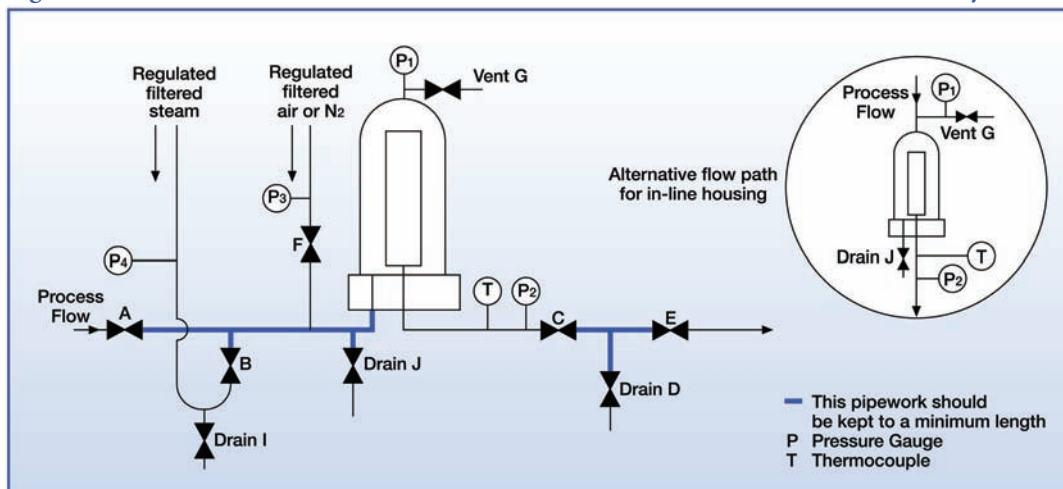 P1
Vent G
Regulated
filtered
steam
Regulated
filtered
air or N2
P3
F
P4
Process
Flow
A
B
Drain I
Drain J
T
P2
C
E
Drain D
Process
Flow
P1
Vent G
Alternative flow path
for in-line housing
Drain J
T
P2
This pipework should
be kept to a minimum length
P Pressure Gauge
T Thermocouple